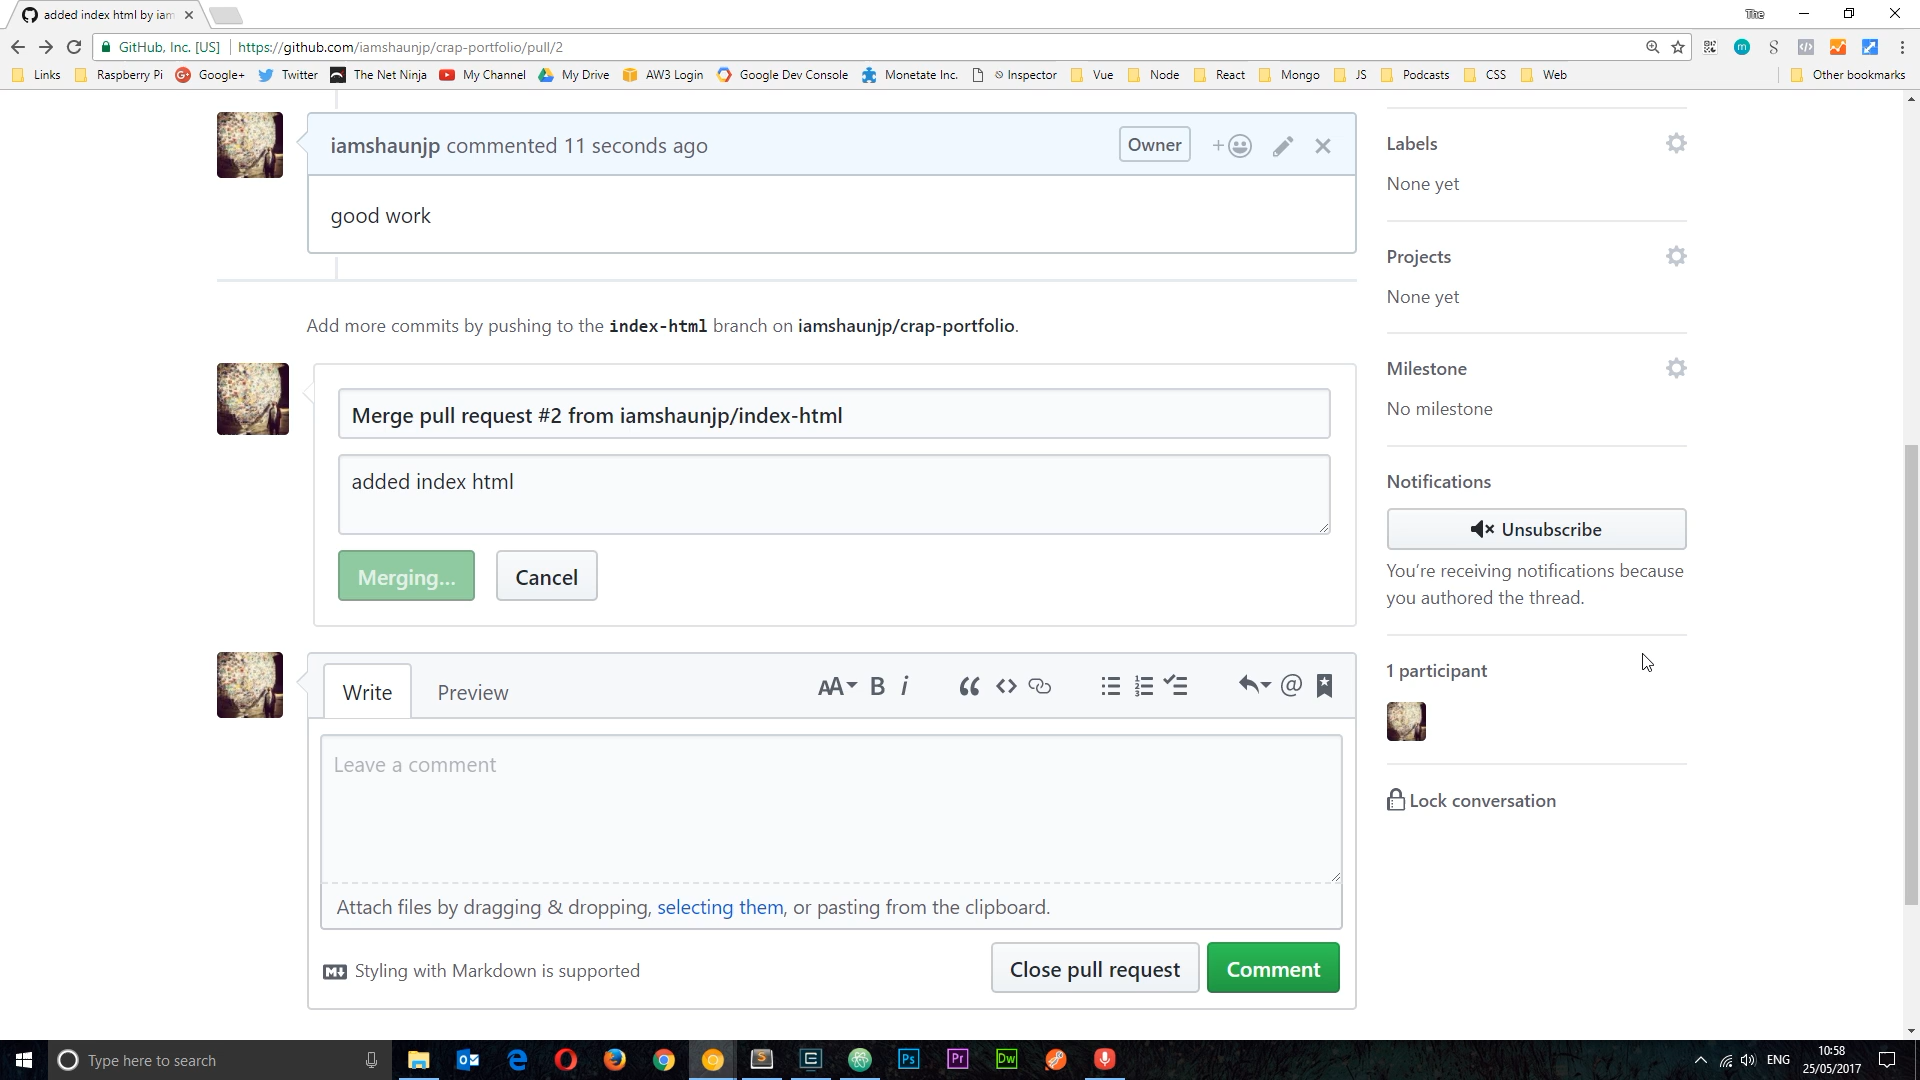 added index html by iam
The
GitHub, Inc. [US] https://github.com/iamshaunjp/crap-portfolio/pull/2
Links Raspberry Pi Google+ Twitter The Net Ninja My Channel My Drive AW3 Login Google Dev Console Monetate Inc. Inspector Vue Node React Mongo JS Podcasts CSS Web Other bookmarks
iamshaunjp commented 11 seconds ago Owner
good work
Labels
None yet
Projects
None yet
Add more commits by pushing to the index-html branch on iamshaunjp/crap-portfolio.
Milestone
No milestone
Merge pull request #2 from iamshaunjp/index-html
added index html
Merging...
Cancel
Notifications
Unsubscribe
You're receiving notifications because
you authored the thread.
1 participant
Lock conversation
Write Preview AA B i
Leave a comment
Attach files by dragging & dropping, selecting them, or pasting from the clipboard.
Styling with Markdown is supported
Close pull request
Comment
Type here to search
Ps Pr Dw
ENG
10:58
25/05/2017